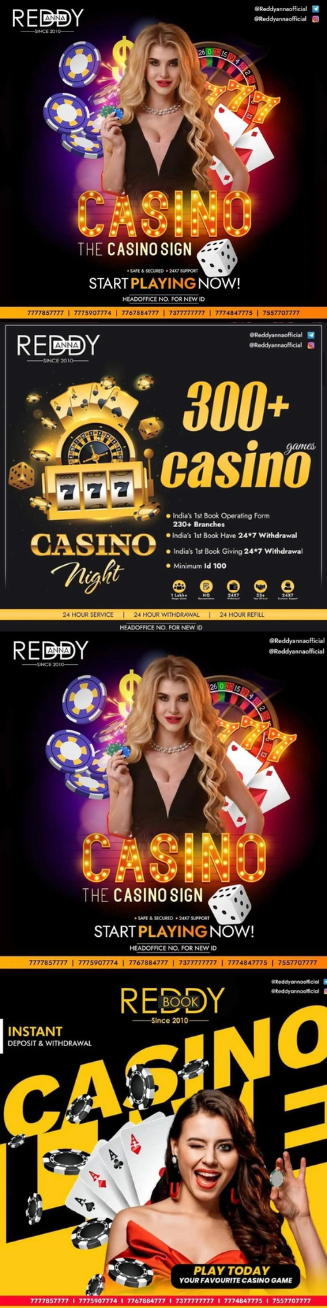 REDDY
ANNA
SINCE 2010
@Reddyannaofficial
@Reddyannaofficial
777
CASINO
THE CASINO SIGN
• SAFE & SECURED • 24X7 SUPPORT
START PLAYING NOW!
HEADOFFICE NO. FOR NEW ID
7777857777 | 7775907774 | 7767884777 | 7377777777 | 7774847775 | 7557707777
REDDY
ANNA
SINCE 2010
@Reddyannaofficial
@Reddyannaofficial
300+
games
casino
777
CASINO
Night
India's 1st Book Operating Form
230+ Branches
India's 1st Book Have 24*7 Withdrawal
India's 1st Book Giving 24*7 Withdrawal
Minimum Id 100
24 HOUR SERVICE | 24 HOUR WITHDRAWAL | 24 HOUR REFILL
HEADOFFICE NO. FOR NEW ID
REDDY
ANNA
SINCE 2010
@Reddyannaofficial
@Reddyannaofficial
777
CASINO
THE CASINO SIGN
• SAFE & SECURED • 24X7 SUPPORT
START PLAYING NOW!
HEADOFFICE NO. FOR NEW ID
7777857777 | 7775907774 | 7767884777 | 7377777777 | 7774847775 | 7557707777
@Reddyannaofficial
@Reddyannaofficial
REDDY
BOOK
Since 2010
INSTANT
DEPOSIT & WITHDRAWAL
CASINO
PLAY TODAY
YOUR FAVOURITE CASINO GAME
7777857777 | 7775907774 | 7767884777 | 7377777777 | 7774847775 | 7557707777